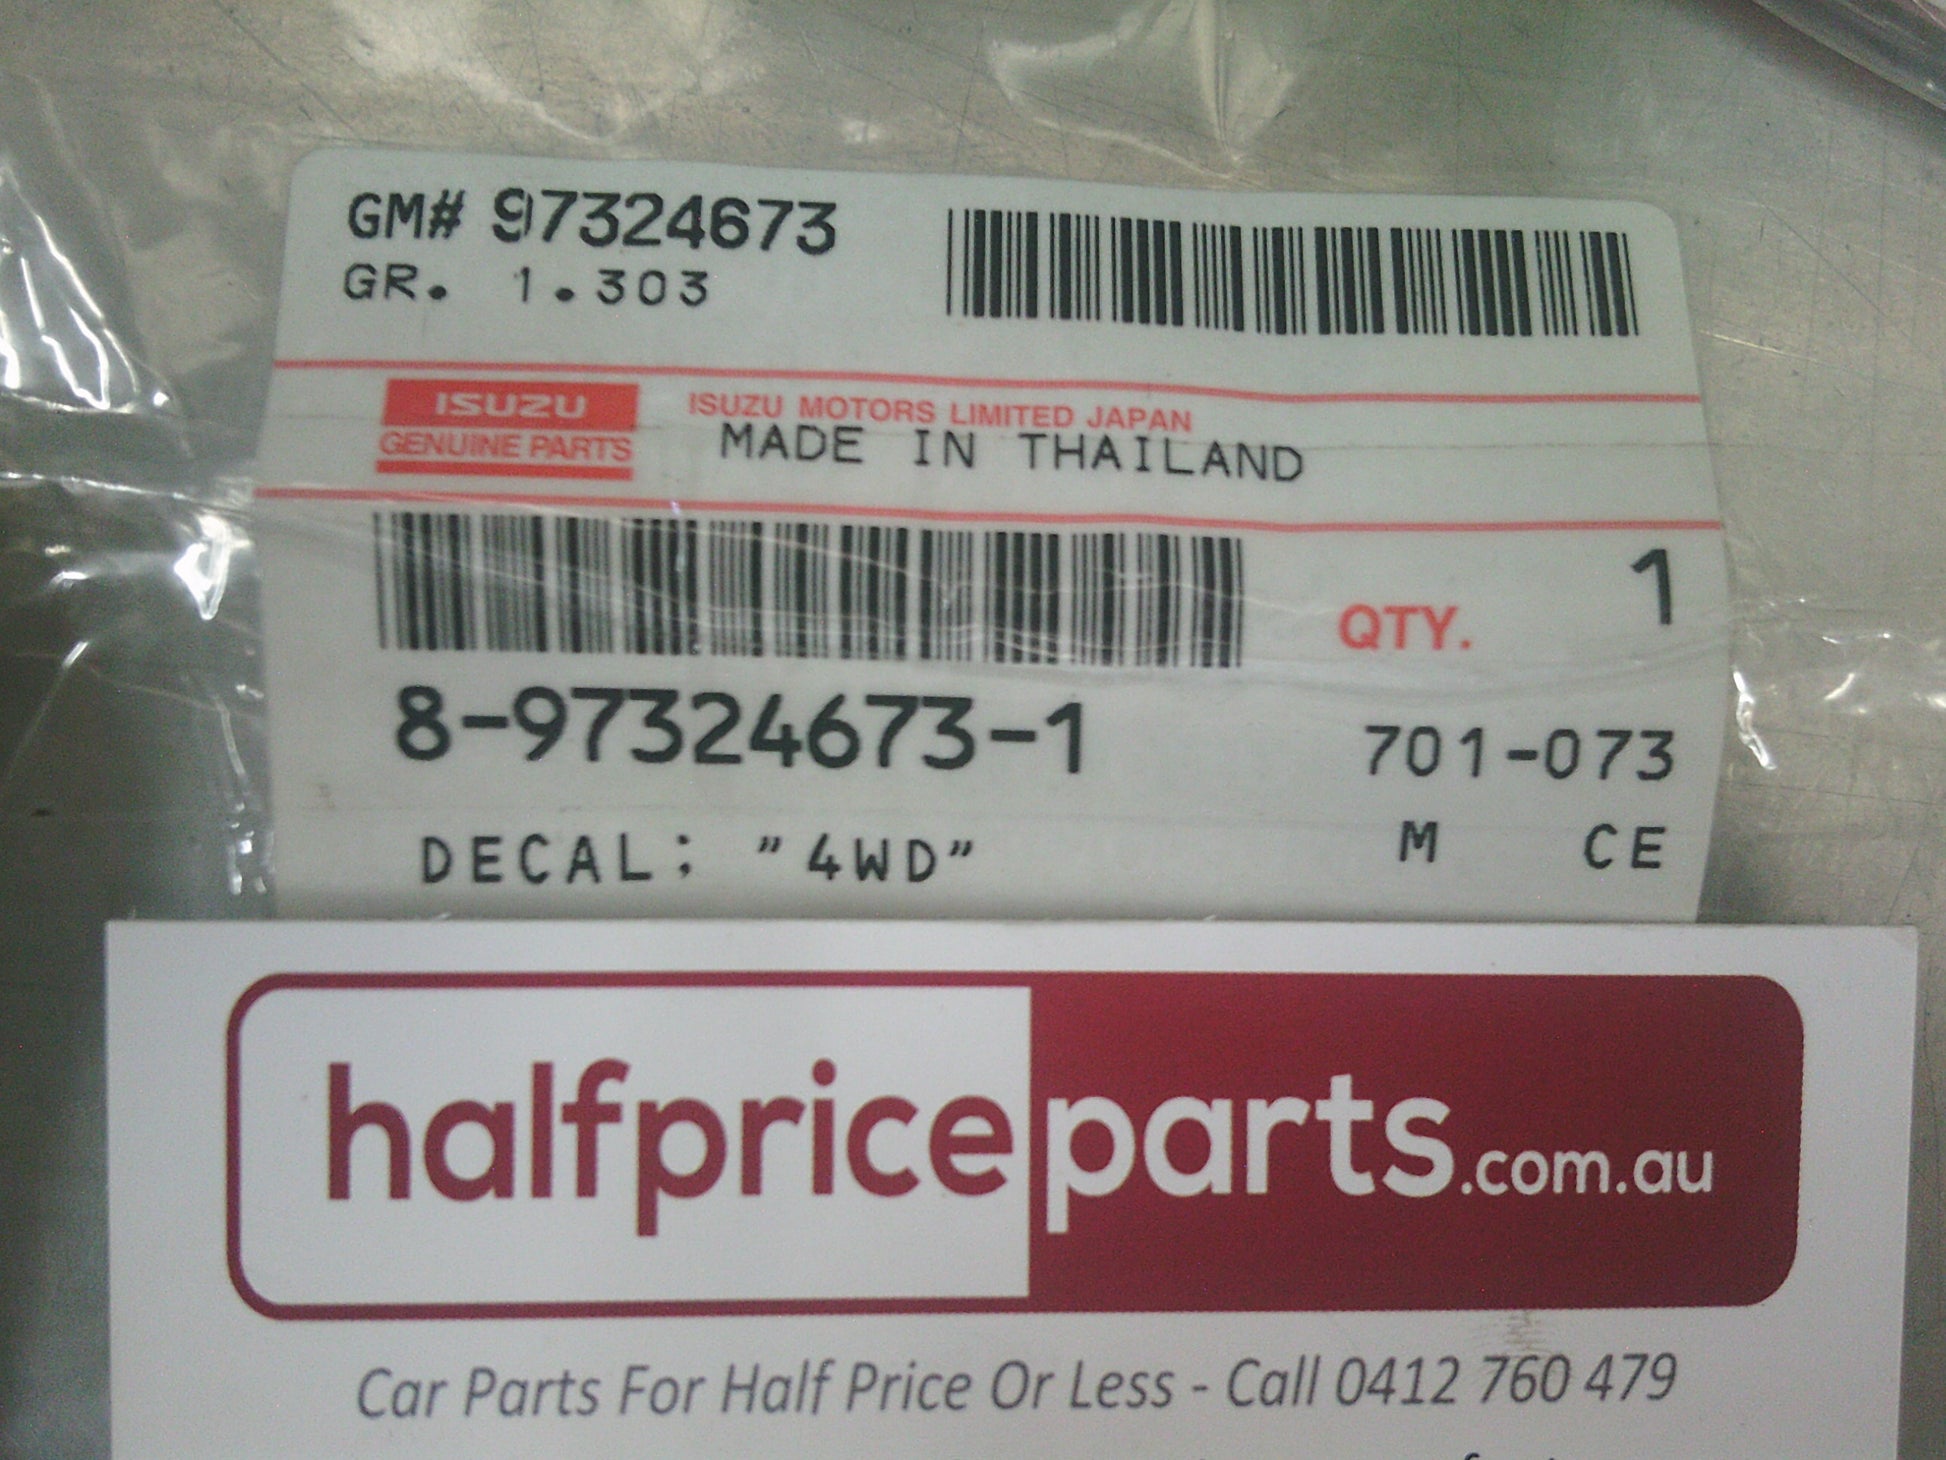 GM# 97324673
GR. 1.303
ISUZU
GENUINE PARTS
ISUZU MOTORS LIMITED JAPAN
MADE IN THAILAND
QTY. 1
8-97324673-1
701-073
DECAL; "4WD"
M CE
halfpriceparts.com.au
Car Parts For Half Price Or Less - Call 0412 760 479